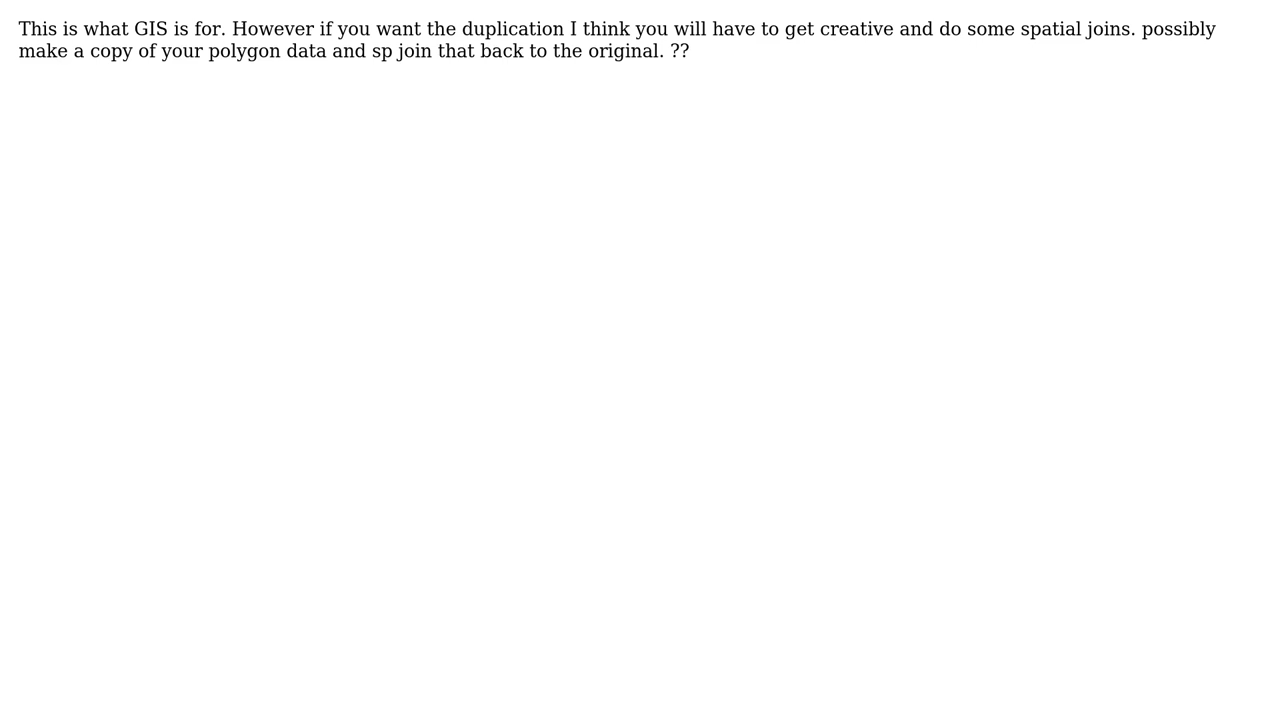 This is what GIS is for. However if you want the duplication I think you will have to get creative and do some spatial joins. possibly
make a copy of your polygon data and sp join that back to the original. ??